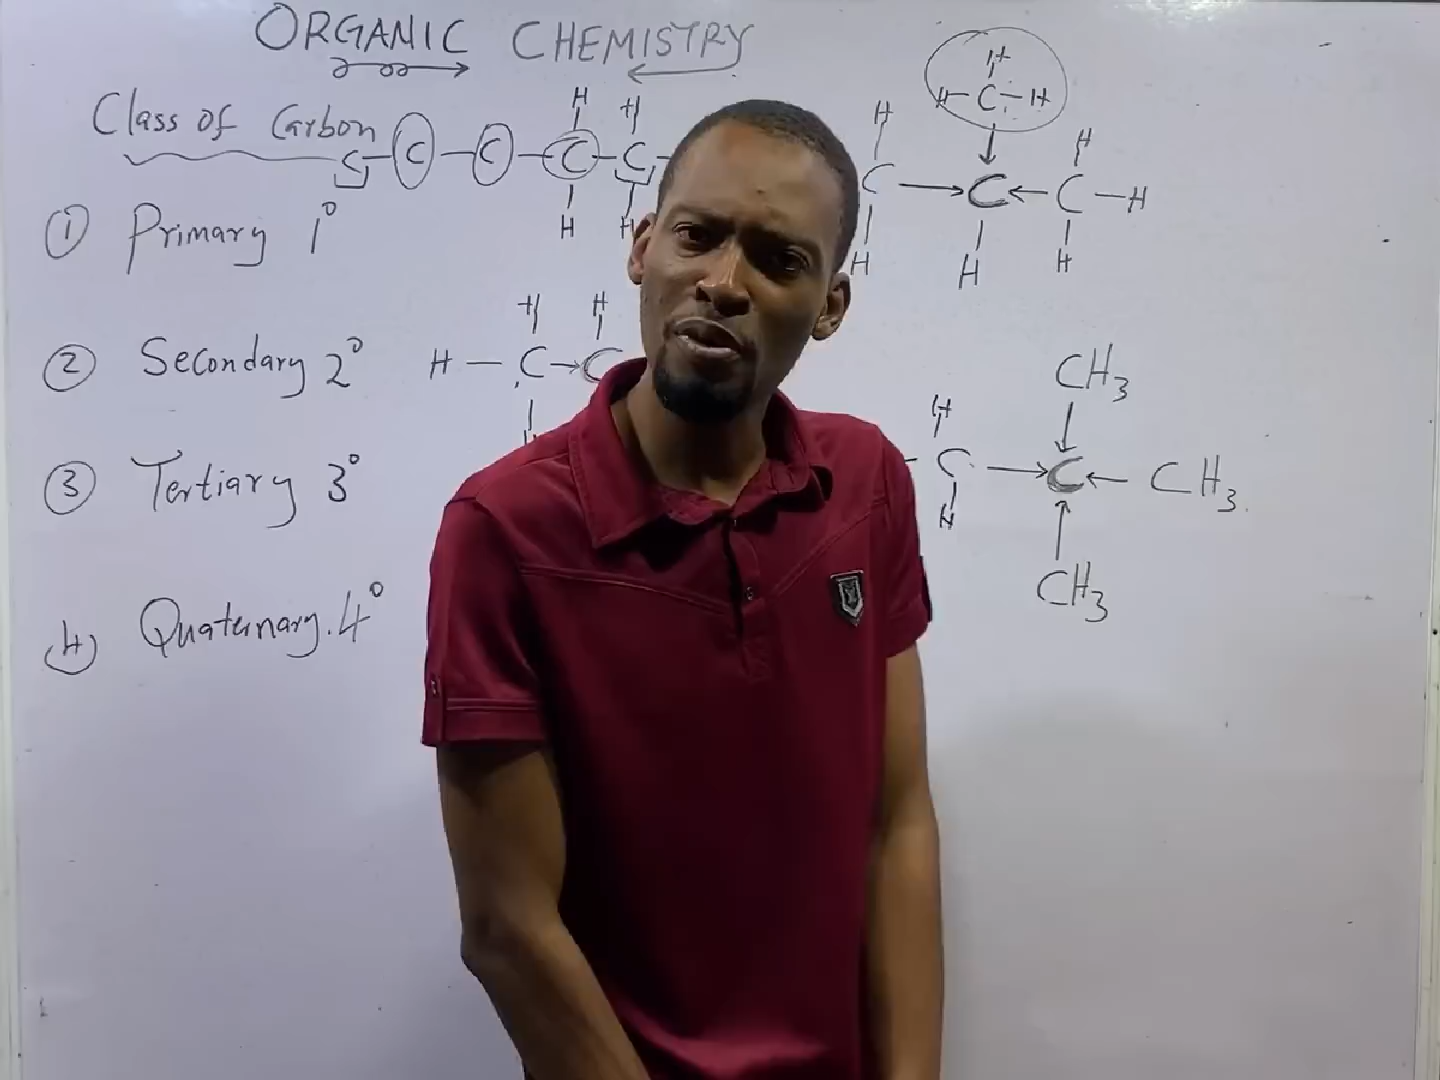 ORGANIC CHEMISTRY
Class of Carbon
C - C - C - C - C -
H H
H H
① Primary 1°
H
H - C - H
H
H
C → C ← C - H
H H H
② Secondary 2°
H H
H - C → C
③ Tertiary 3°
CH3
H
- C → C ← CH3.
CH3
④ Quaternary. 4°